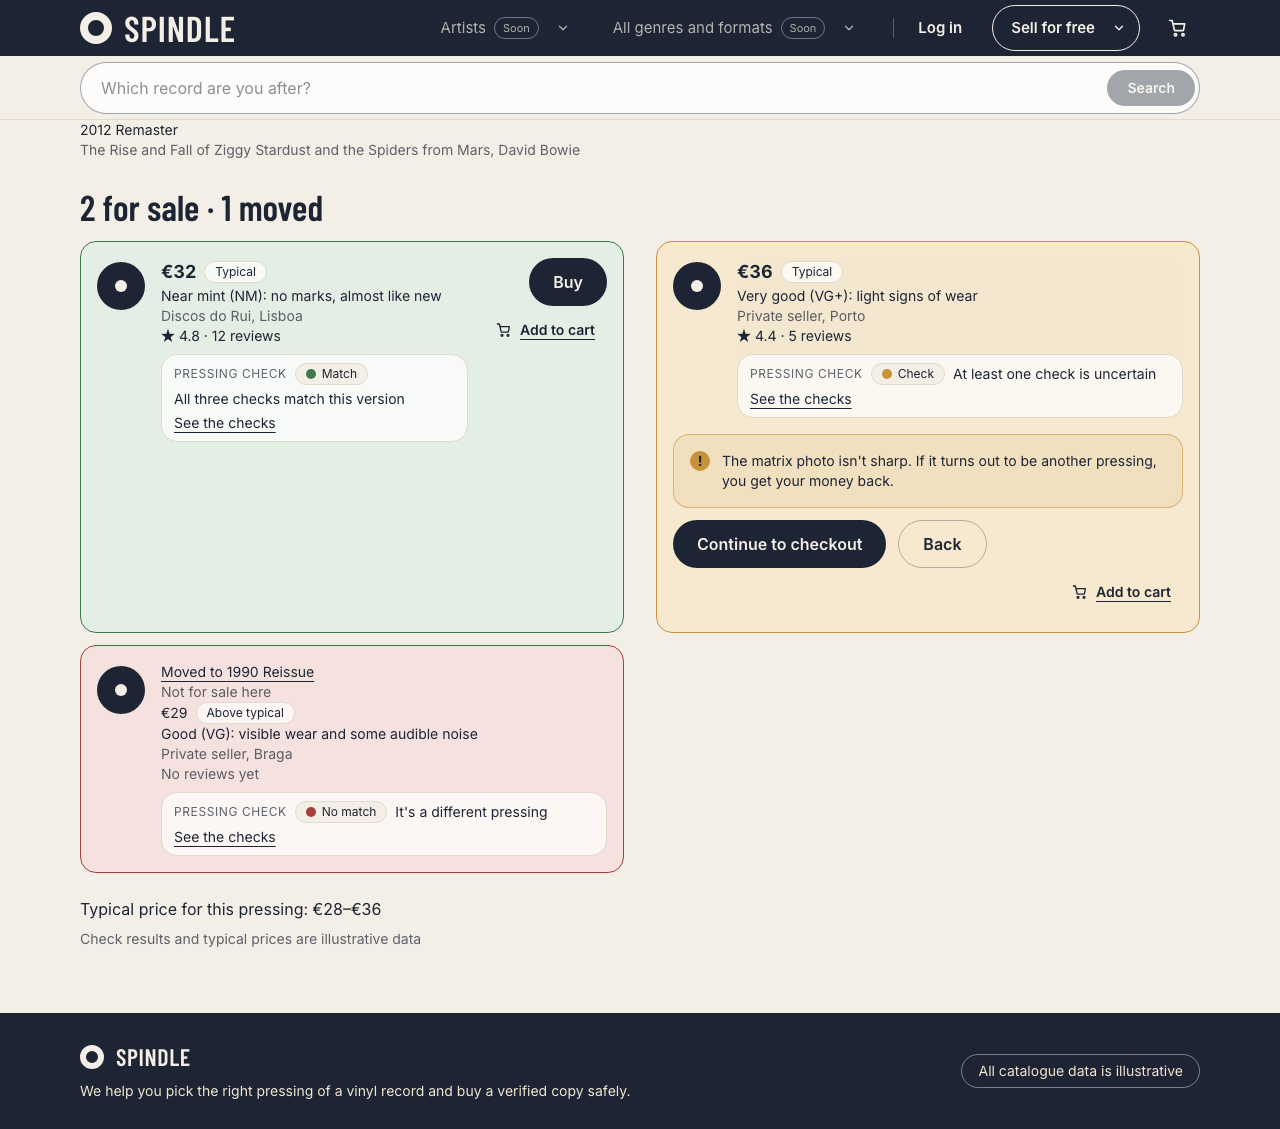 SPINDLE
Artists Soon
All genres and formats Soon
Log in
Sell for free
Which record are you after?
Search
2012 Remaster
The Rise and Fall of Ziggy Stardust and the Spiders from Mars, David Bowie
2 for sale · 1 moved
€32 Typical
Near mint (NM): no marks, almost like new
Discos do Rui, Lisboa
★ 4.8 · 12 reviews
Buy
Add to cart
PRESSING CHECK Match
All three checks match this version
See the checks
€36 Typical
Very good (VG+): light signs of wear
Private seller, Porto
★ 4.4 · 5 reviews
PRESSING CHECK Check At least one check is uncertain
See the checks
! The matrix photo isn't sharp. If it turns out to be another pressing,
you get your money back.
Continue to checkout
Back
Add to cart
Moved to 1990 Reissue
Not for sale here
€29 Above typical
Good (VG): visible wear and some audible noise
Private seller, Braga
No reviews yet
PRESSING CHECK No match It's a different pressing
See the checks
Typical price for this pressing: €28–€36
Check results and typical prices are illustrative data
SPINDLE
We help you pick the right pressing of a vinyl record and buy a verified copy safely.
All catalogue data is illustrative